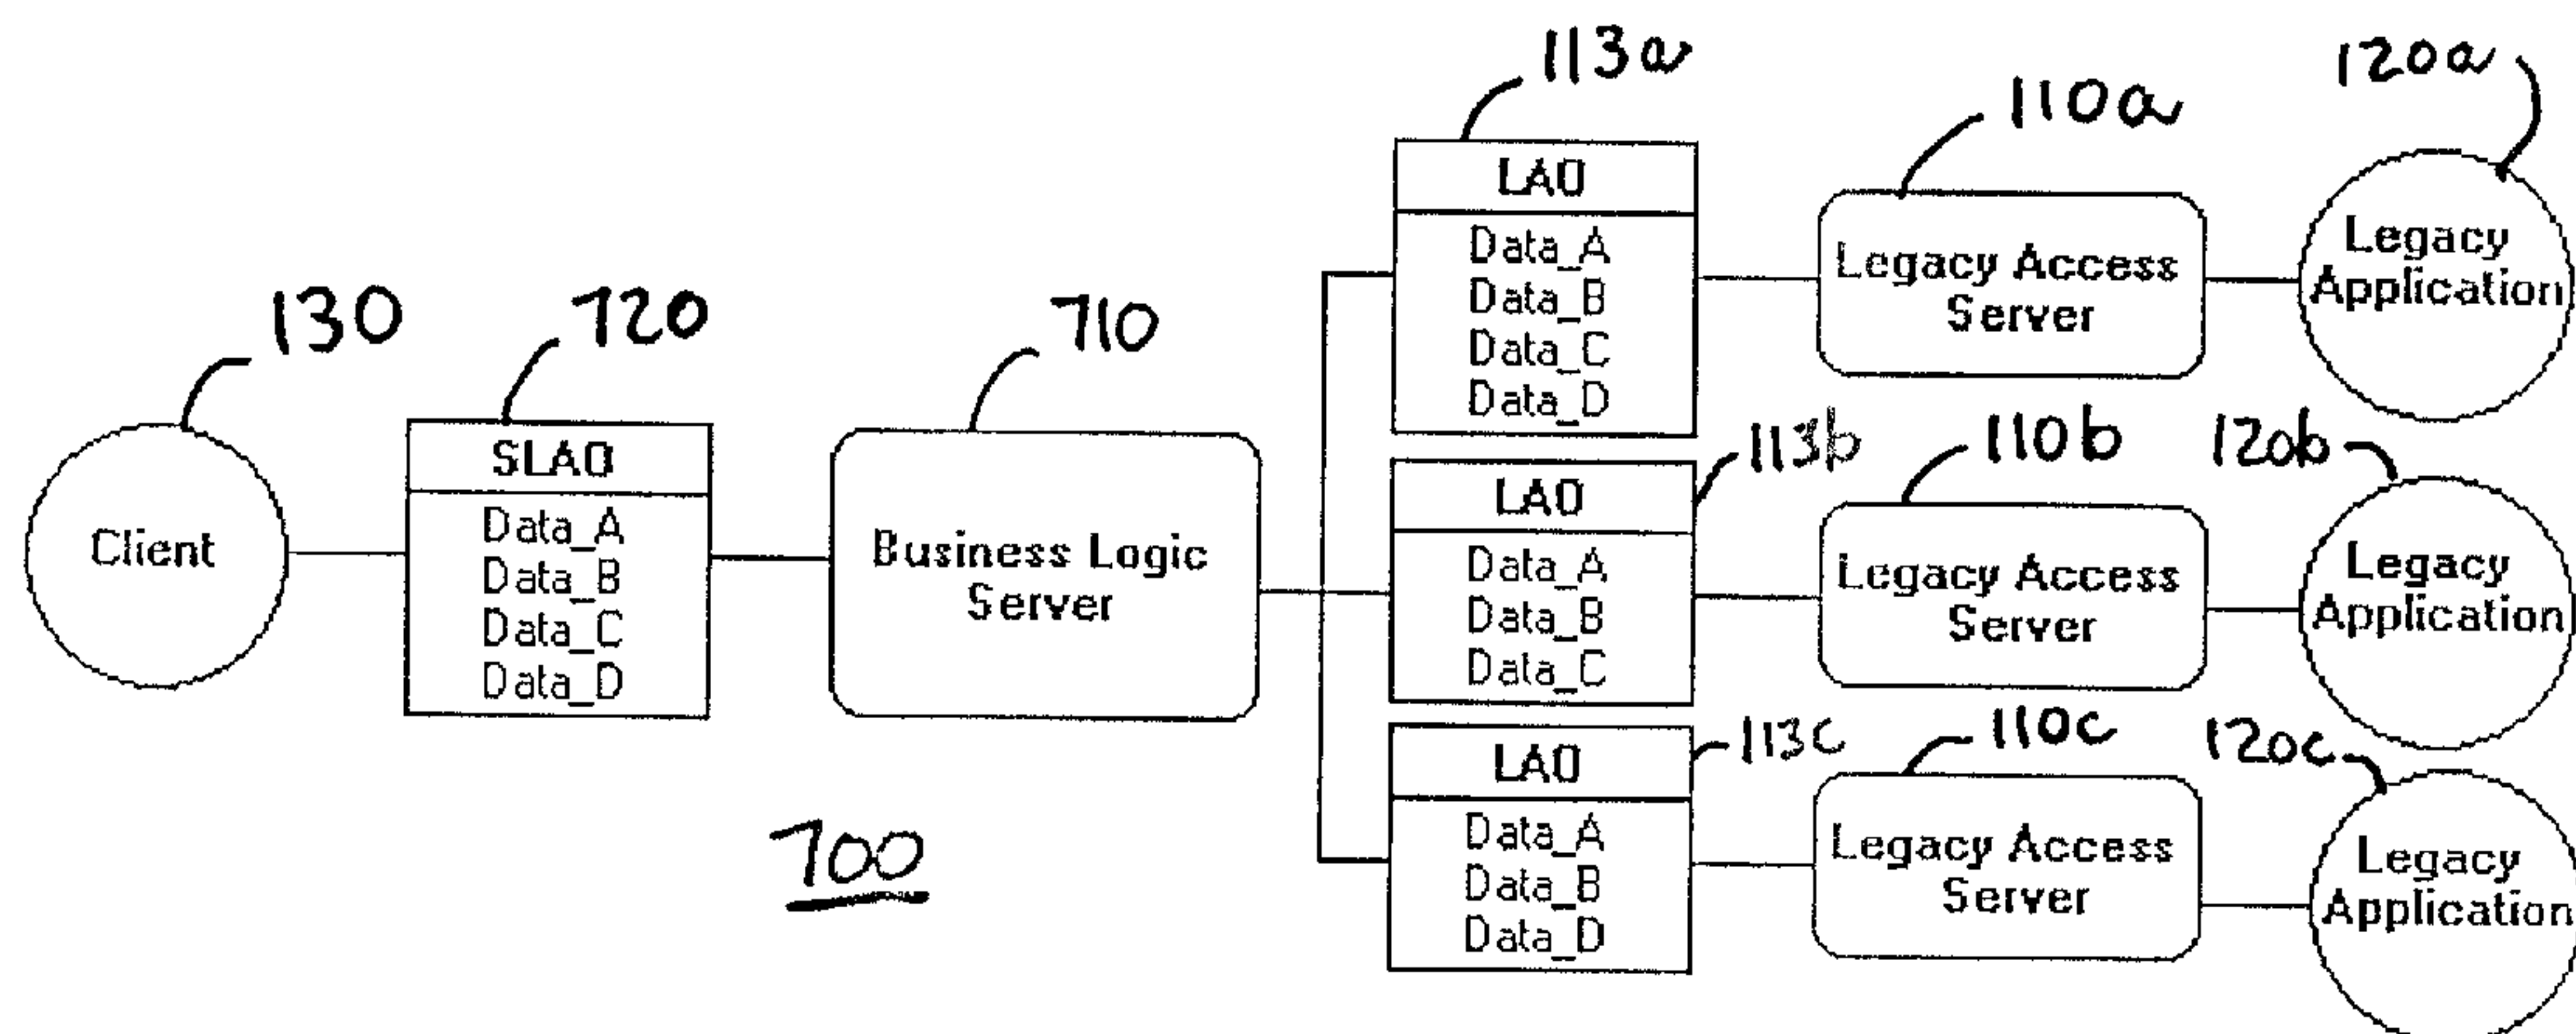 113a
120a
110a
LAO
Data_A
Data_B
Data_C
Data_D
Legacy Access
Server
Legacy
Application
130
720
710
Client
SLAO
Data_A
Data_B
Data_C
Data_D
Business Logic
Server
113b
110b
120b
LAO
Data_A
Data_B
Data_C
Legacy Access
Server
Legacy
Application
113c
110c
120c
LAO
Data_A
Data_B
Data_D
Legacy Access
Server
Legacy
Application
700